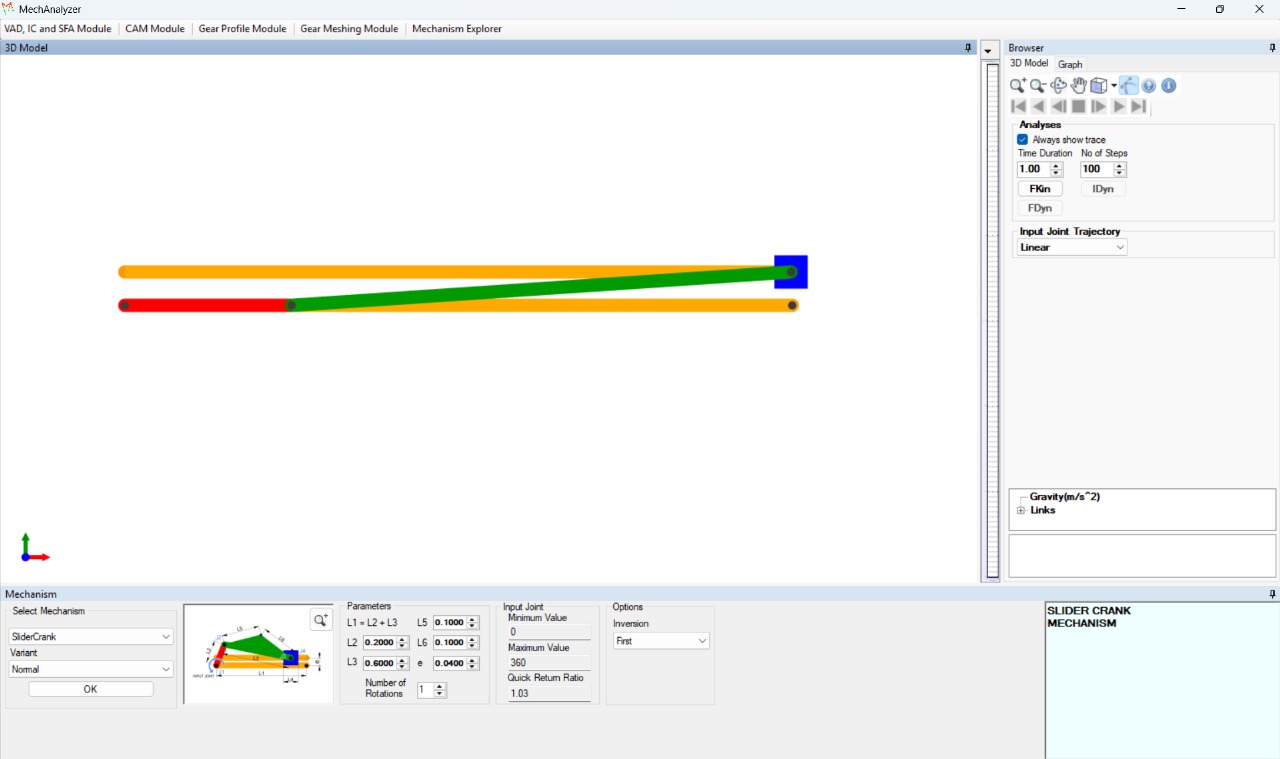 MechAnalyzer
VAD, IC and SFA Module CAM Module Gear Profile Module Gear Meshing Module Mechanism Explorer
3D Model
Browser
3D Model Graph
Analyses
Always show trace
Time Duration No of Steps
1.00 100
FKin IDyn
FDyn
Input Joint Trajectory
Linear
Gravity(m/s^2)
Links
Mechanism
Select Mechanism
SliderCrank
Variant
Normal
OK
Parameters
L1 = L2 + L3 L5 0.1000
L2 0.2000 L6 0.1000
L3 0.6000 e 0.0400
Number of
Rotations 1
Input Joint
Minimum Value
0
Maximum Value
360
Quick Return Ratio
1.03
Options
Inversion
First
SLIDER CRANK
MECHANISM